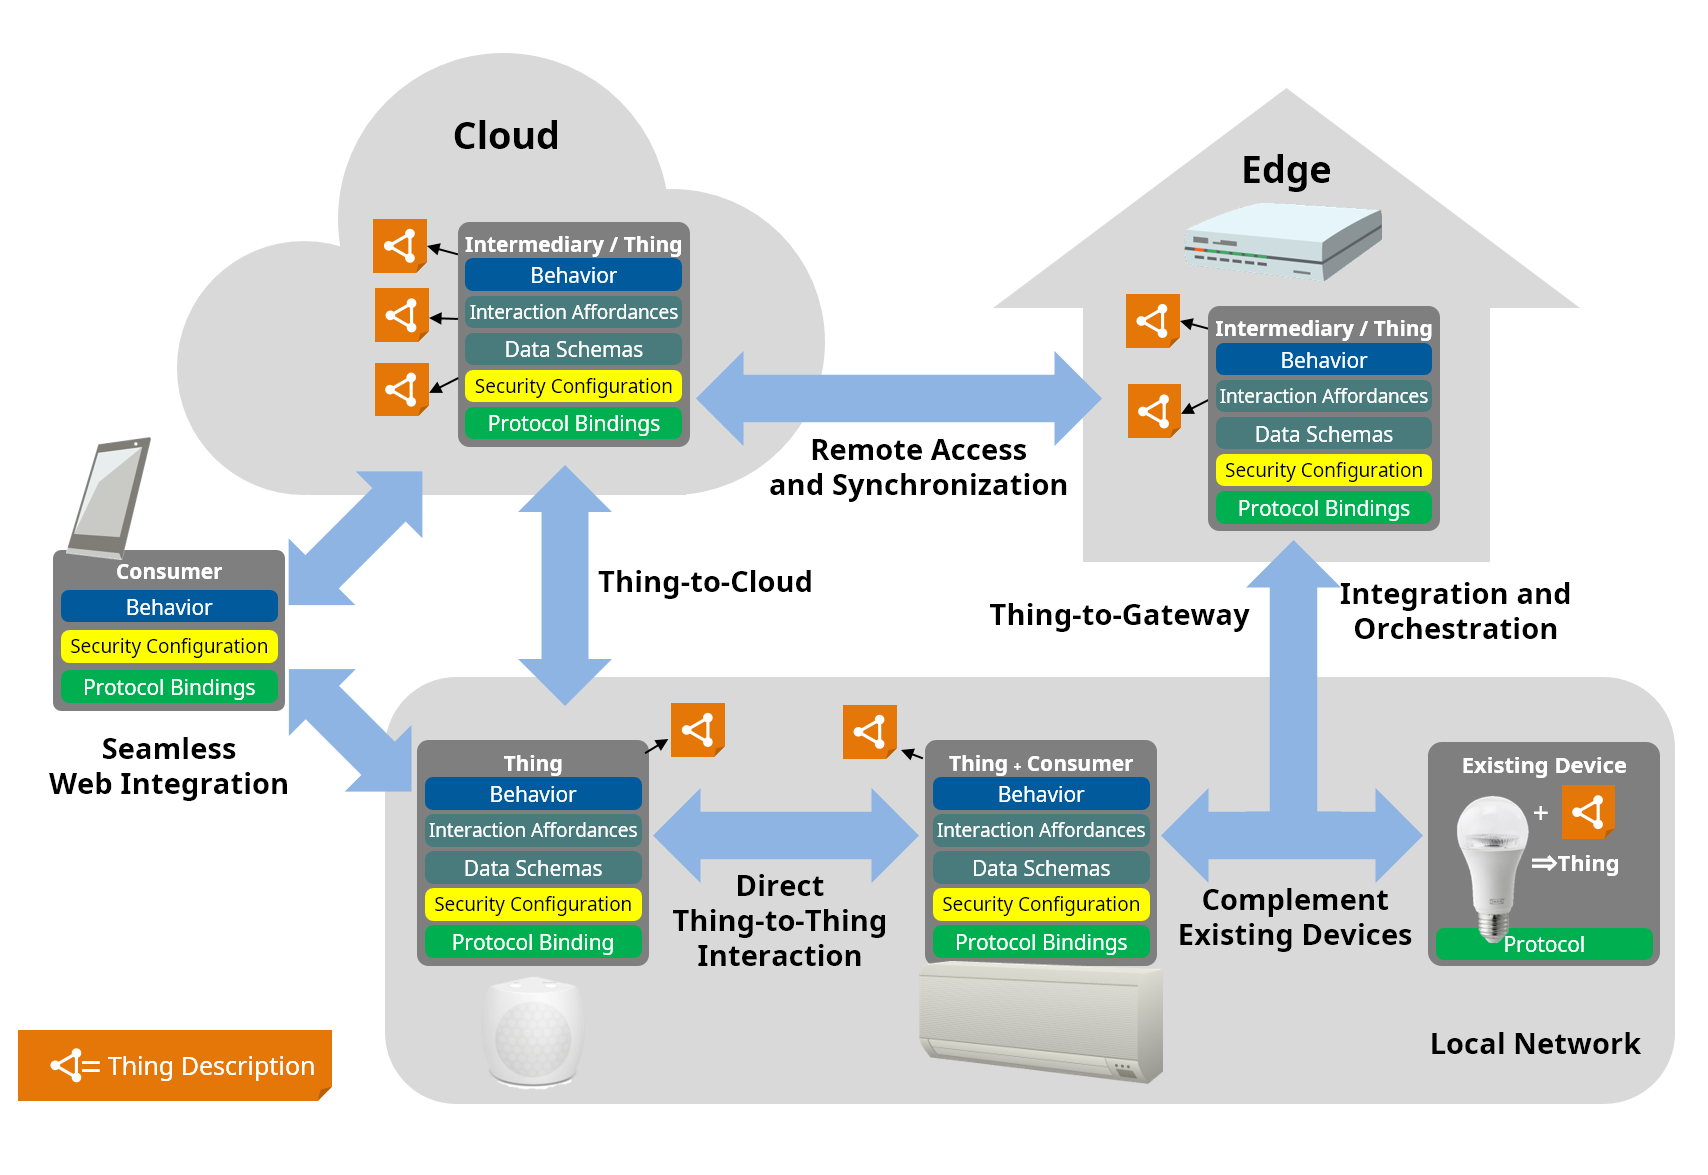 Cloud
Intermediary / Thing
Behavior
Interaction Affordances
Data Schemas
Security Configuration
Protocol Bindings
Edge
Intermediary / Thing
Behavior
Interaction Affordances
Data Schemas
Security Configuration
Protocol Bindings
Remote Access
and Synchronization
Consumer
Behavior
Security Configuration
Protocol Bindings
Seamless
Web Integration
Thing-to-Cloud
Thing-to-Gateway
Integration and
Orchestration
Thing
Behavior
Interaction Affordances
Data Schemas
Security Configuration
Protocol Binding
Direct
Thing-to-Thing
Interaction
Thing + Consumer
Behavior
Interaction Affordances
Data Schemas
Security Configuration
Protocol Bindings
Complement
Existing Devices
Existing Device
+
⇒Thing
Protocol
Local Network
= Thing Description